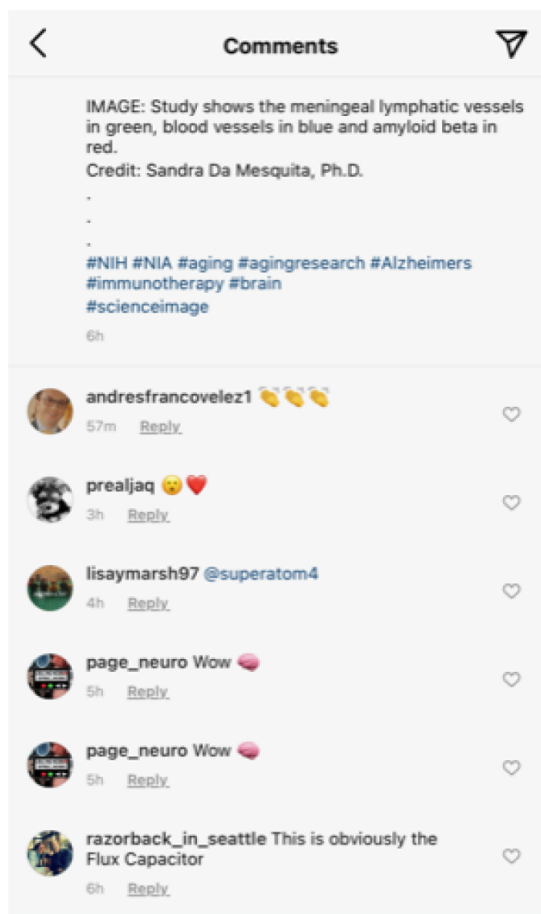 Comments
IMAGE: Study shows the meningeal lymphatic vessels
in green, blood vessels in blue and amyloid beta in
red.
Credit: Sandra Da Mesquita, Ph.D.
.
.
.
#NIH #NIA #aging #agingresearch #Alzheimers
#immunotherapy #brain
#scienceimage
6h
andresfrancovelez1 👏👏👏
57m Reply
prealjaq 😮❤️
3h Reply
lisaymarsh97 @superatom4
4h Reply
page_neuro Wow 🧠
5h Reply
page_neuro Wow 🧠
5h Reply
razorback_in_seattle This is obviously the
Flux Capacitor
6h Reply